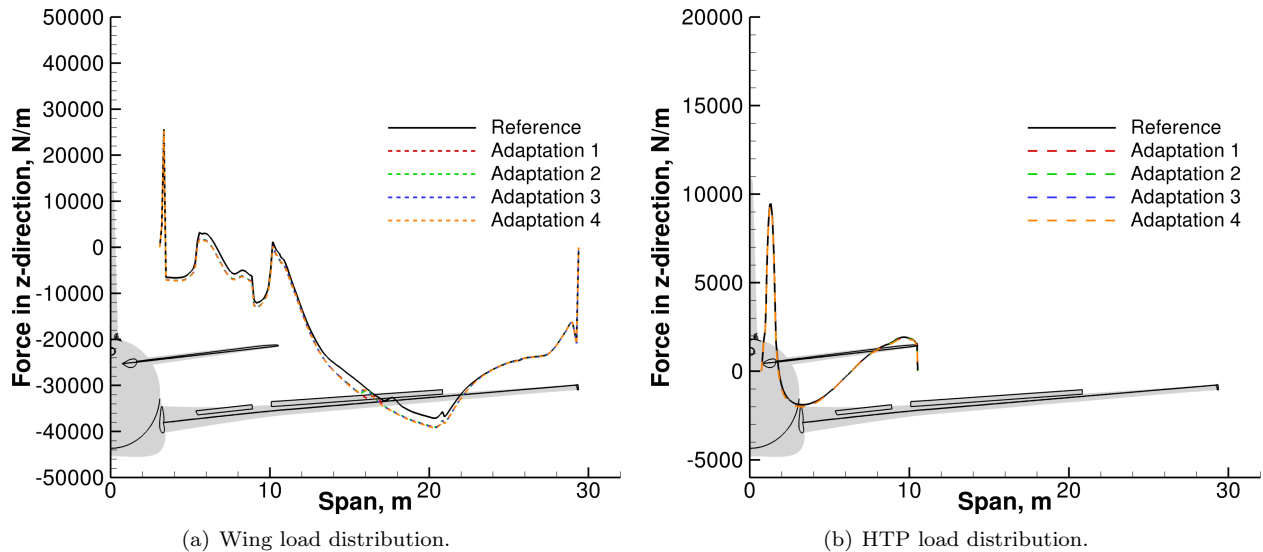 50000
40000
30000
20000
10000
0
-10000
-20000
-30000
-40000
-50000
Force in z-direction, N/m
Reference
Adaptation 1
Adaptation 2
Adaptation 3
Adaptation 4
0 10 20 30
Span, m
(a) Wing load distribution.
20000
15000
10000
5000
0
-5000
Force in z-direction, N/m
Reference
Adaptation 1
Adaptation 2
Adaptation 3
Adaptation 4
0 10 20 30
Span, m
(b) HTP load distribution.